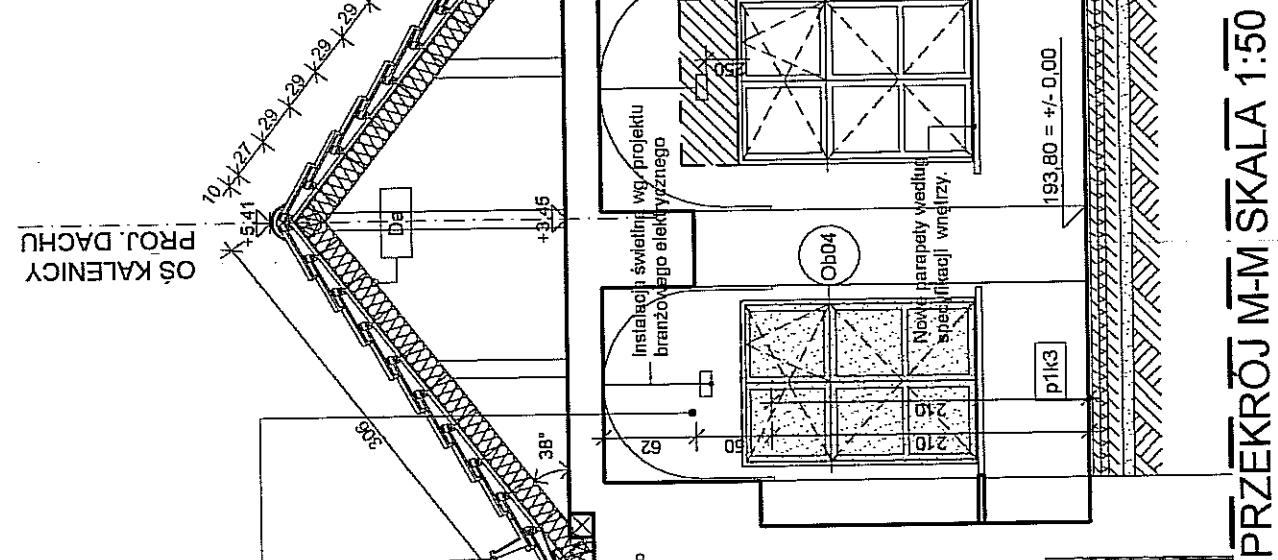 OŚ KALENICY
PROJ. DACHU
10
27
29
29
29
29
+5,41
De
+3,45
306
38°
Instalacja świetlna wg. projektu
branżowego elektrycznego
250
62
50
210
210
Ob04
Nowe parapety według
specyfikacji wnętrzy.
p1k3
193,80 = +/- 0,00
PRZEKRÓJ M-M SKALA 1:50